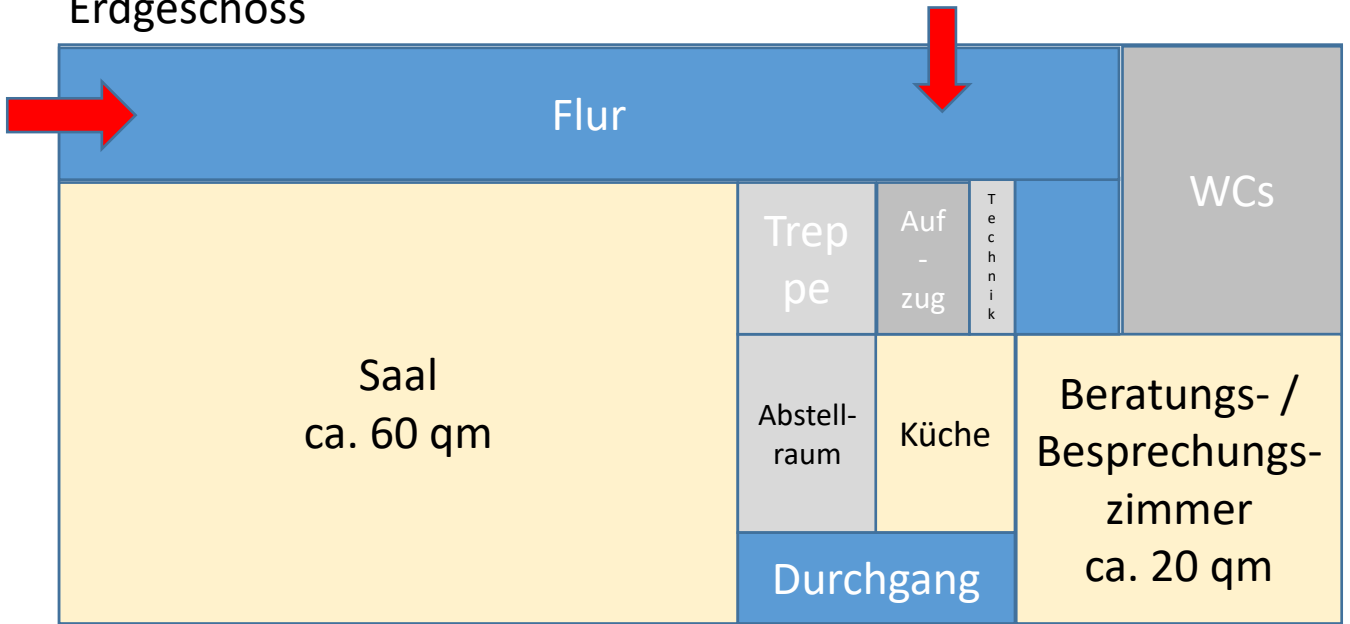 Erdgeschoss
Flur
WCs
Trep
pe
Auf
-
zug
T
e
c
h
n
i
k
Saal
ca. 60 qm
Abstell-
raum
Küche
Beratungs- /
Besprechungs-
zimmer
ca. 20 qm
Durchgang